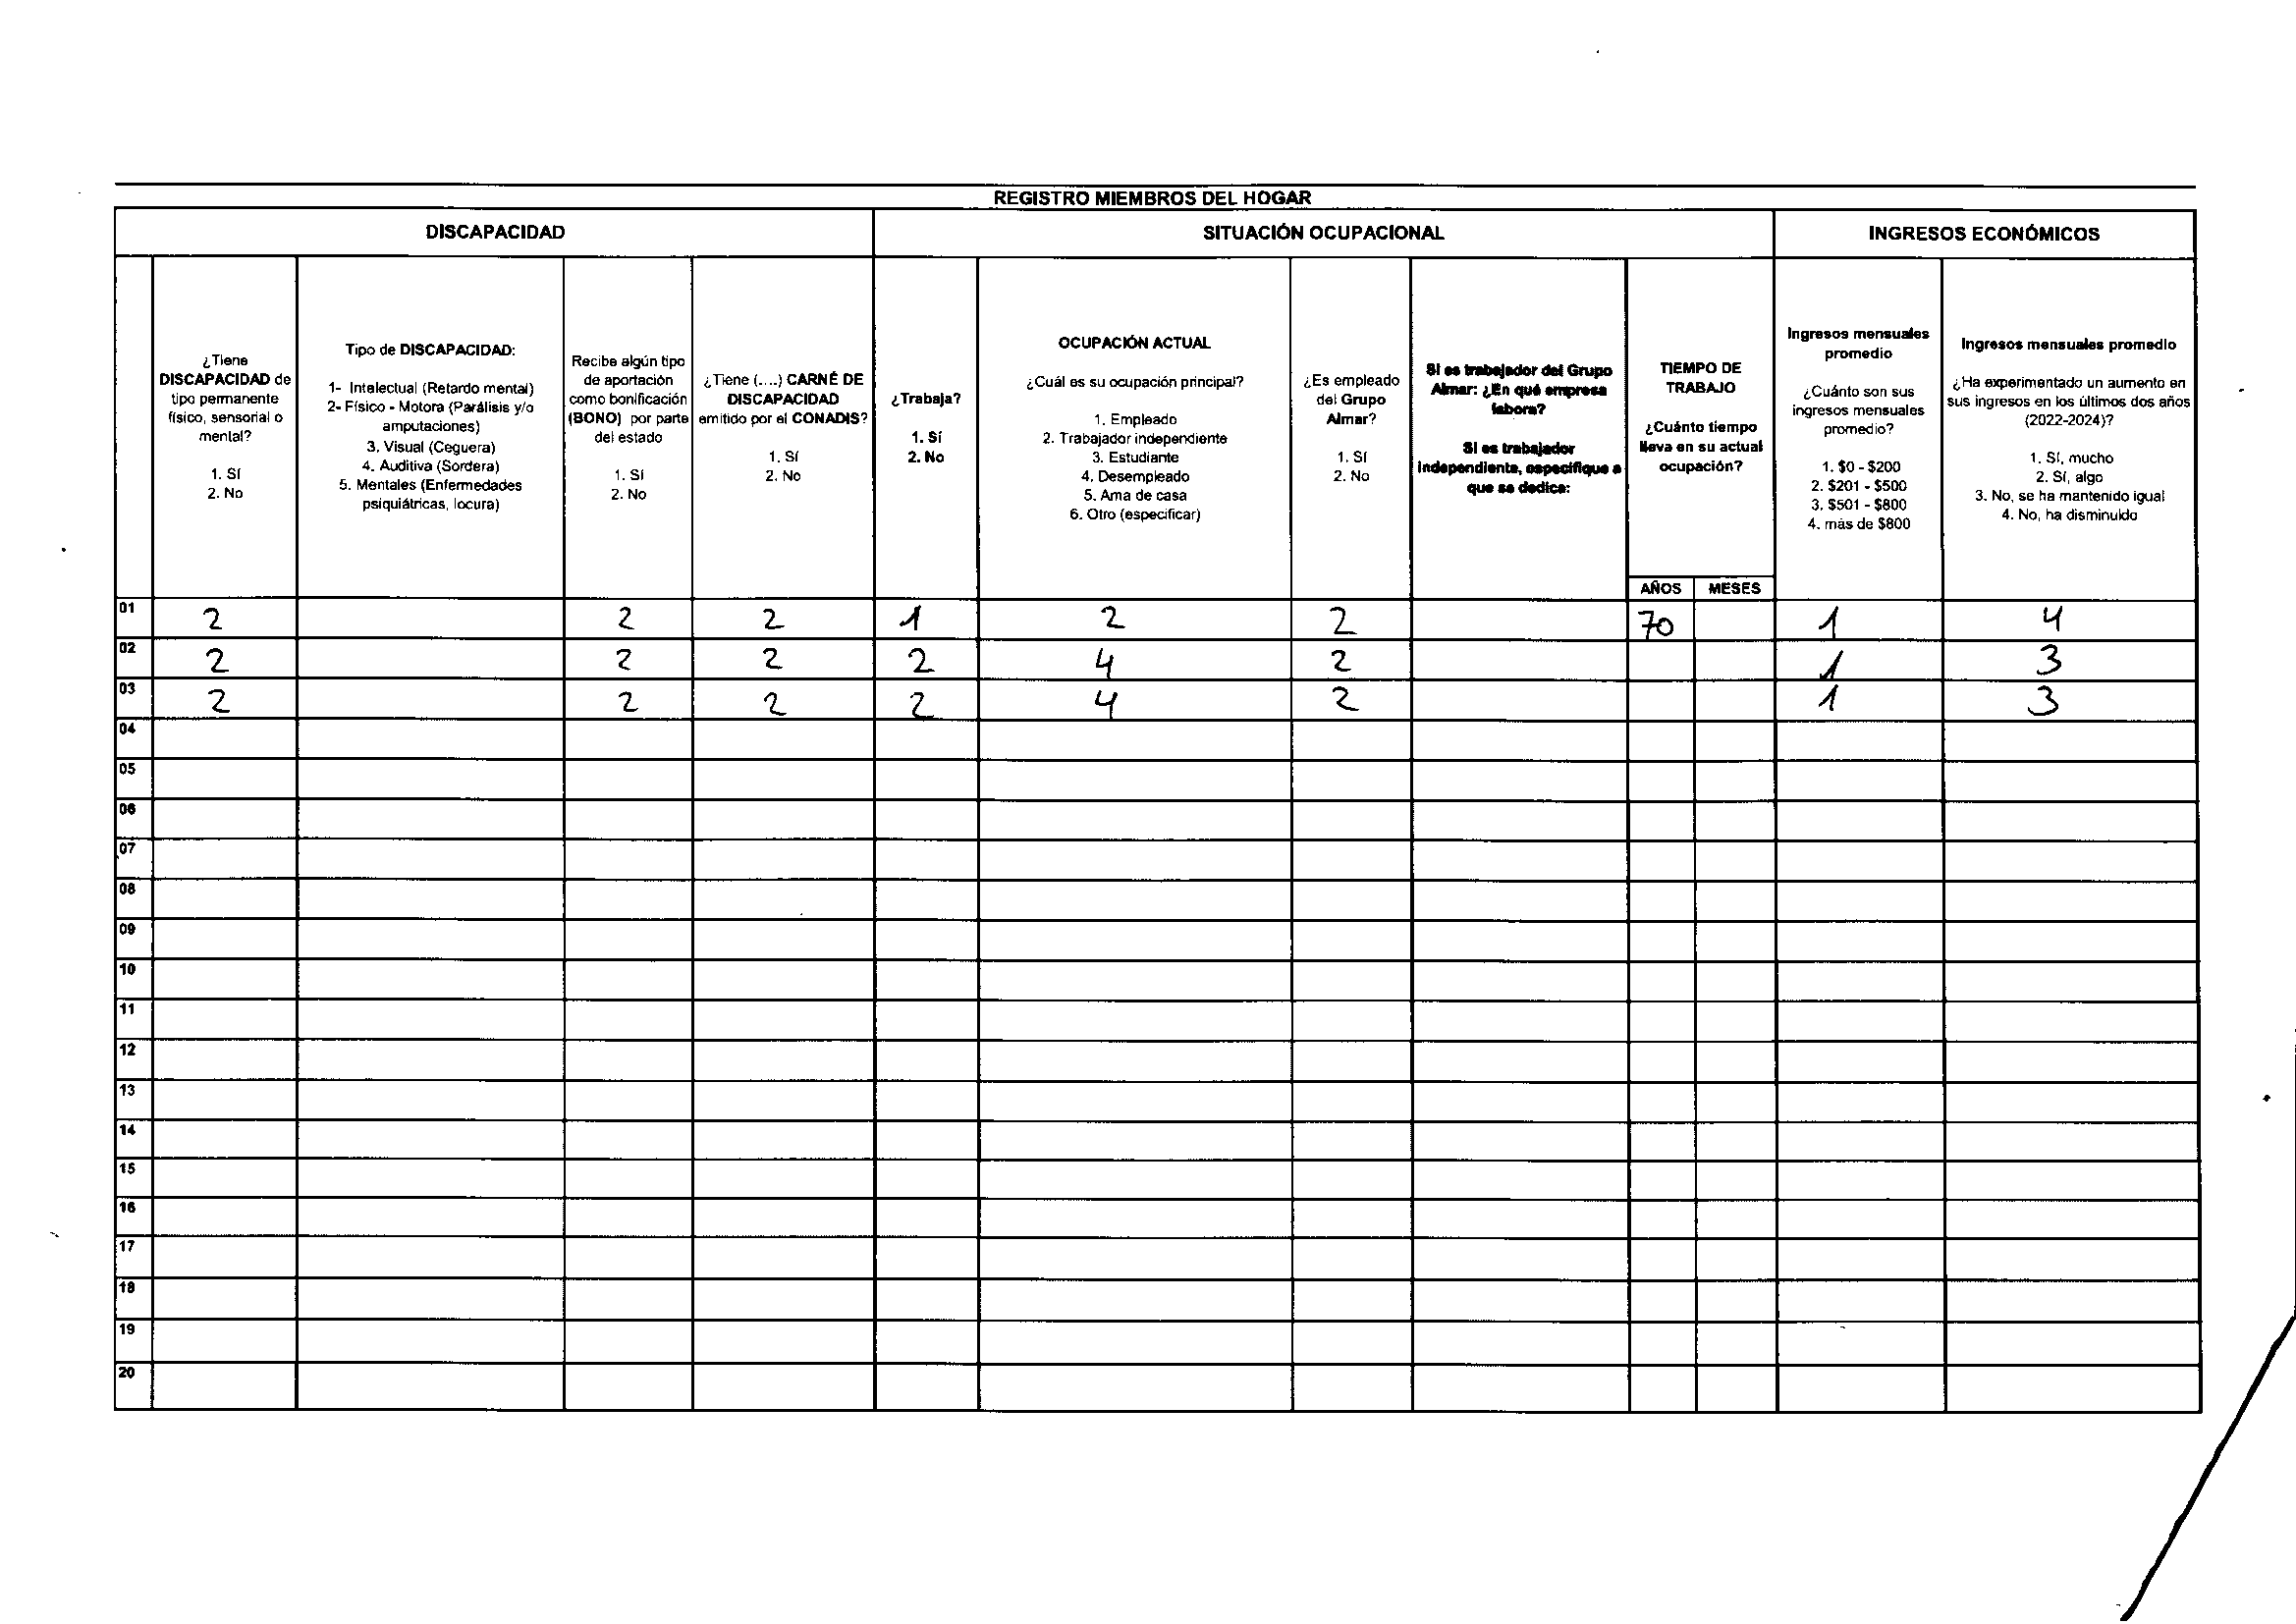 REGISTRO MIEMBROS DEL HOGAR
DISCAPACIDAD SITUACIÓN OCUPACIONAL INGRESOS ECONÓMICOS
¿Tiene
DISCAPACIDAD de
tipo permanente
físico, sensorial o
mental?
1. Sí
2. No
Tipo de DISCAPACIDAD:
1- Intelectual (Retardo mental)
2- Físico - Motora (Parálisis y/o
amputaciones)
3. Visual (Ceguera)
4. Auditiva (Sordera)
5. Mentales (Enfermedades
psiquiátricas, locura)
Recibe algún tipo
de aportación
como bonificación
(BONO) por parte
del estado
1. Sí
2. No
¿Tiene (....) CARNÉ DE
DISCAPACIDAD
emitido por el CONADIS?
1. Sí
2. No
¿Trabaja?
1. Sí
2. No
OCUPACIÓN ACTUAL
¿Cuál es su ocupación principal?
1. Empleado
2. Trabajador independiente
3. Estudiante
4. Desempleado
5. Ama de casa
6. Otro (especificar)
¿Es empleado
del Grupo
Almar?
1. Sí
2. No
Si es trabajador del Grupo
Almar: ¿En qué empresa
labora?
Si es trabajador
independiente, especifique a
que se dedica:
TIEMPO DE
TRABAJO
¿Cuánto tiempo
lleva en su actual
ocupación?
AÑOS MESES
Ingresos mensuales
promedio
¿Cuánto son sus
ingresos mensuales
promedio?
1. $0 - $200
2. $201 - $500
3. $501 - $800
4. más de $800
Ingresos mensuales promedio
¿Ha experimentado un aumento en
sus ingresos en los últimos dos años
(2022-2024)?
1. Sí, mucho
2. Sí, algo
3. No, se ha mantenido igual
4. No, ha disminuido
01 2 2 2 1 2 2 70 1 4
02 2 2 2 2 4 2 1 3
03 2 2 2 2 4 2 1 3
04
05
06
07
08
09
10
11
12
13
14
15
16
17
18
19
20